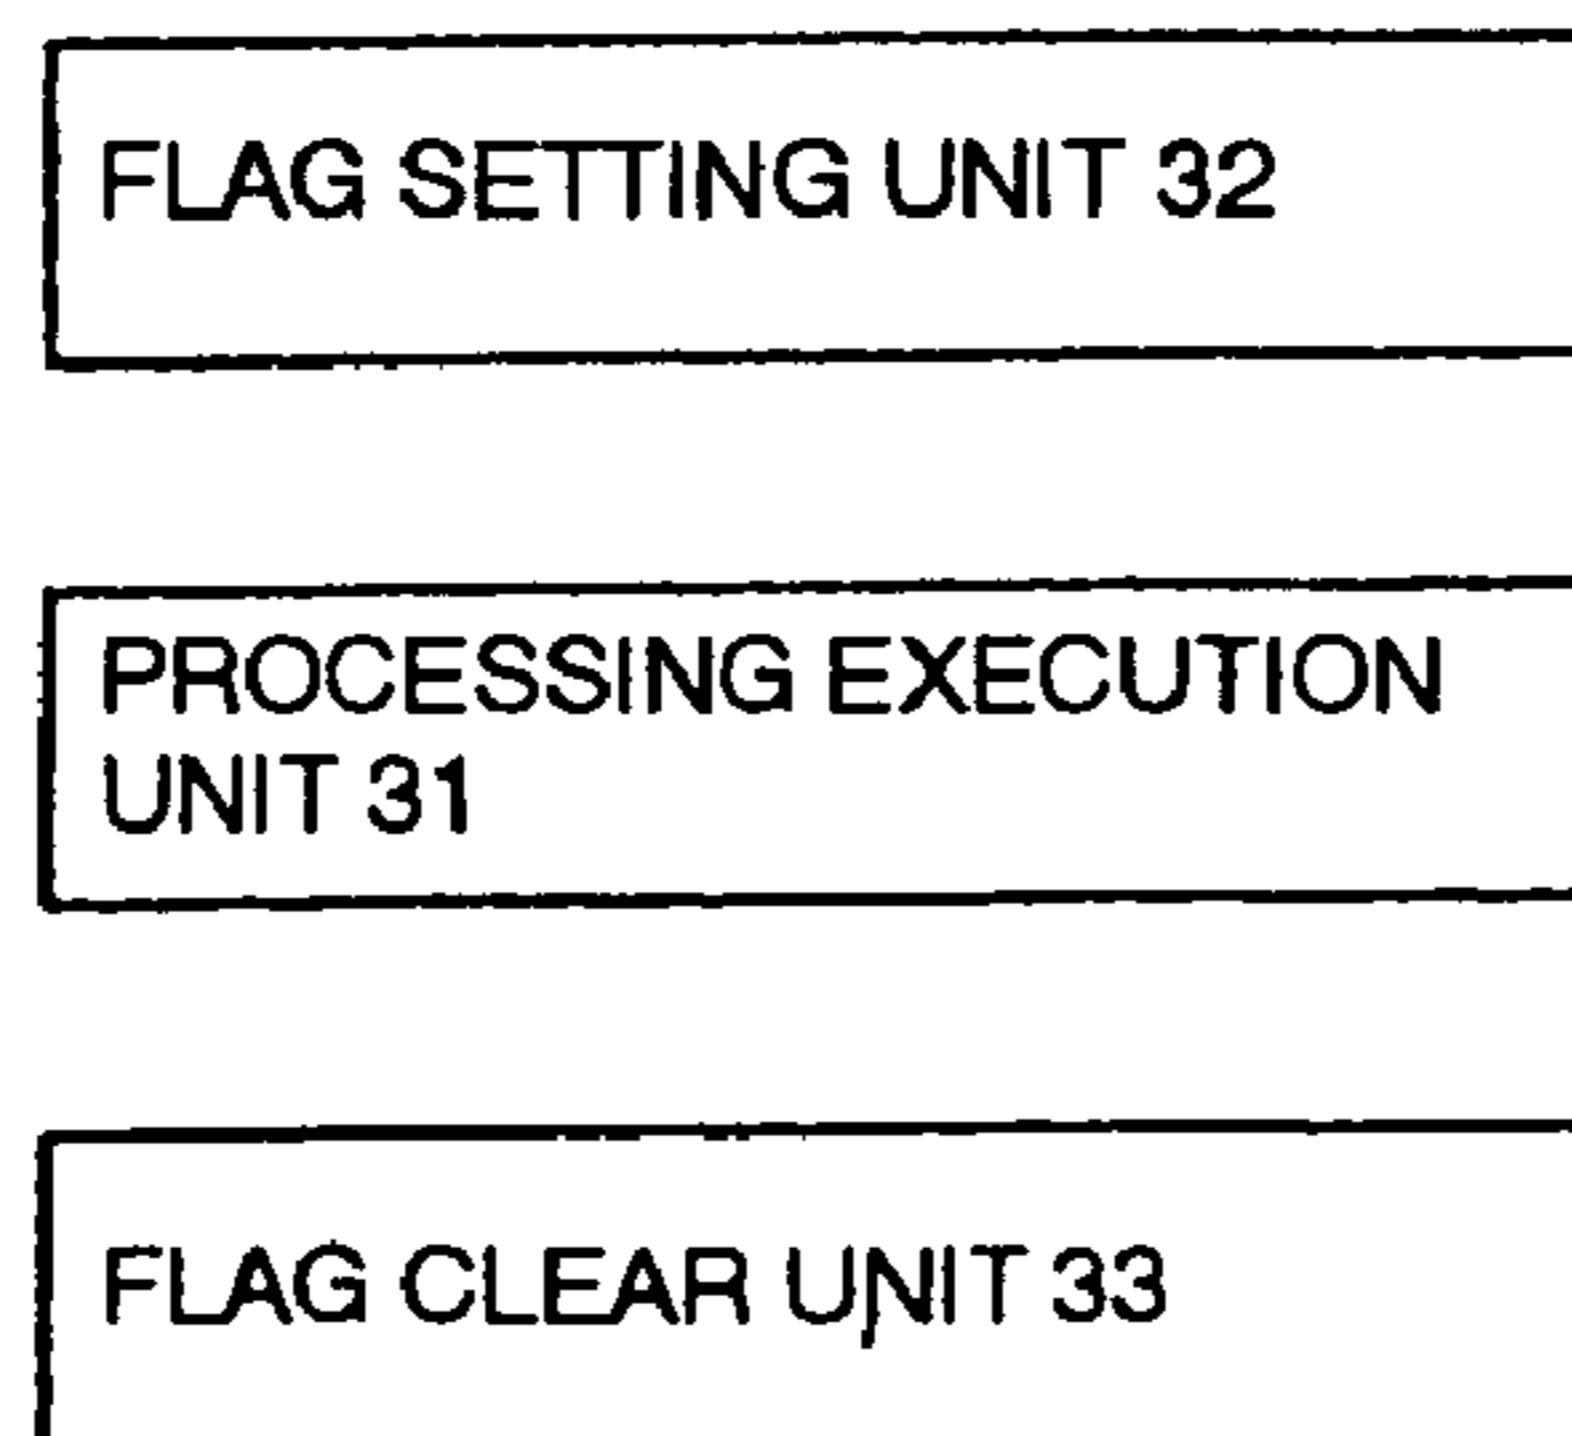 FLAG SETTING UNIT 32
PROCESSING EXECUTION
UNIT 31
FLAG CLEAR UNIT 33